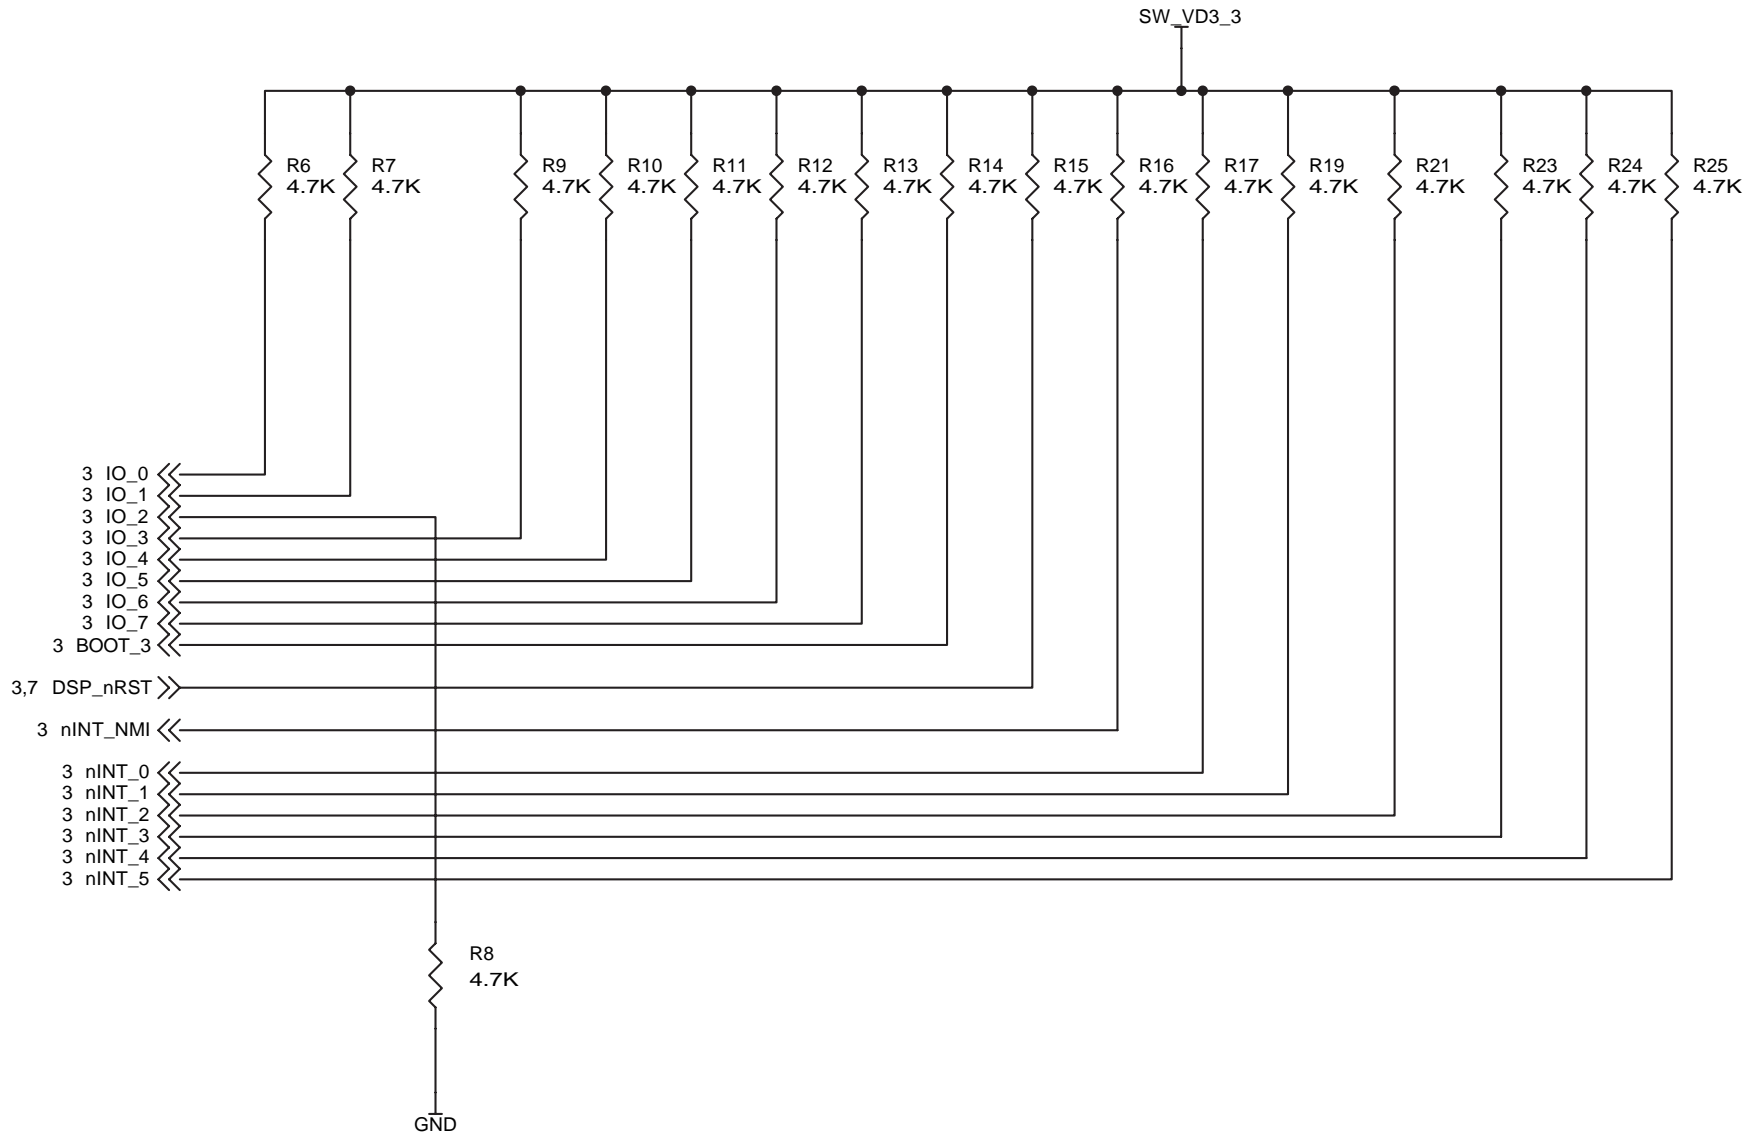 SW_VD3_3
R6 R7 R9 R10 R11 R12 R13 R14 R15 R16 R17 R19 R21 R23 R24 R25
4.7K 4.7K 4.7K 4.7K 4.7K 4.7K 4.7K 4.7K 4.7K 4.7K 4.7K 4.7K 4.7K 4.7K 4.7K 4.7K
3 IO_0
3 IO_1
3 IO_2
3 IO_3
3 IO_4
3 IO_5
3 IO_6
3 IO_7
3 BOOT_3
3,7 DSP_nRST
3 nINT_NMI
3 nINT_0
3 nINT_1
3 nINT_2
3 nINT_3
3 nINT_4
3 nINT_5
R8
4.7K
GND